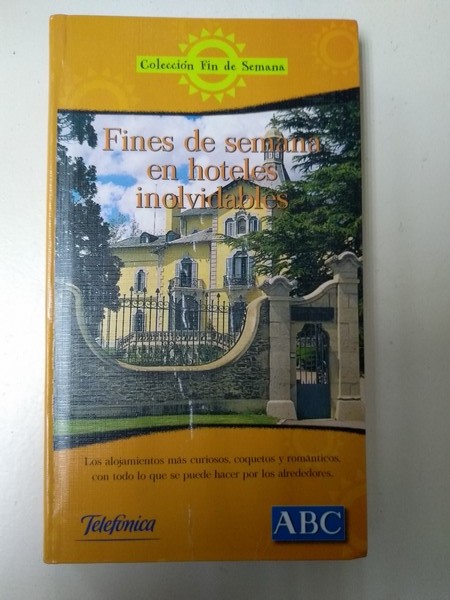 Colección Fin de Semana
Fines de semana
en hoteles
inolvidables
Los alojamientos más curiosos, coquetos y románticos,
con todo lo que se puede hacer por los alrededores.
Telefónica
ABC